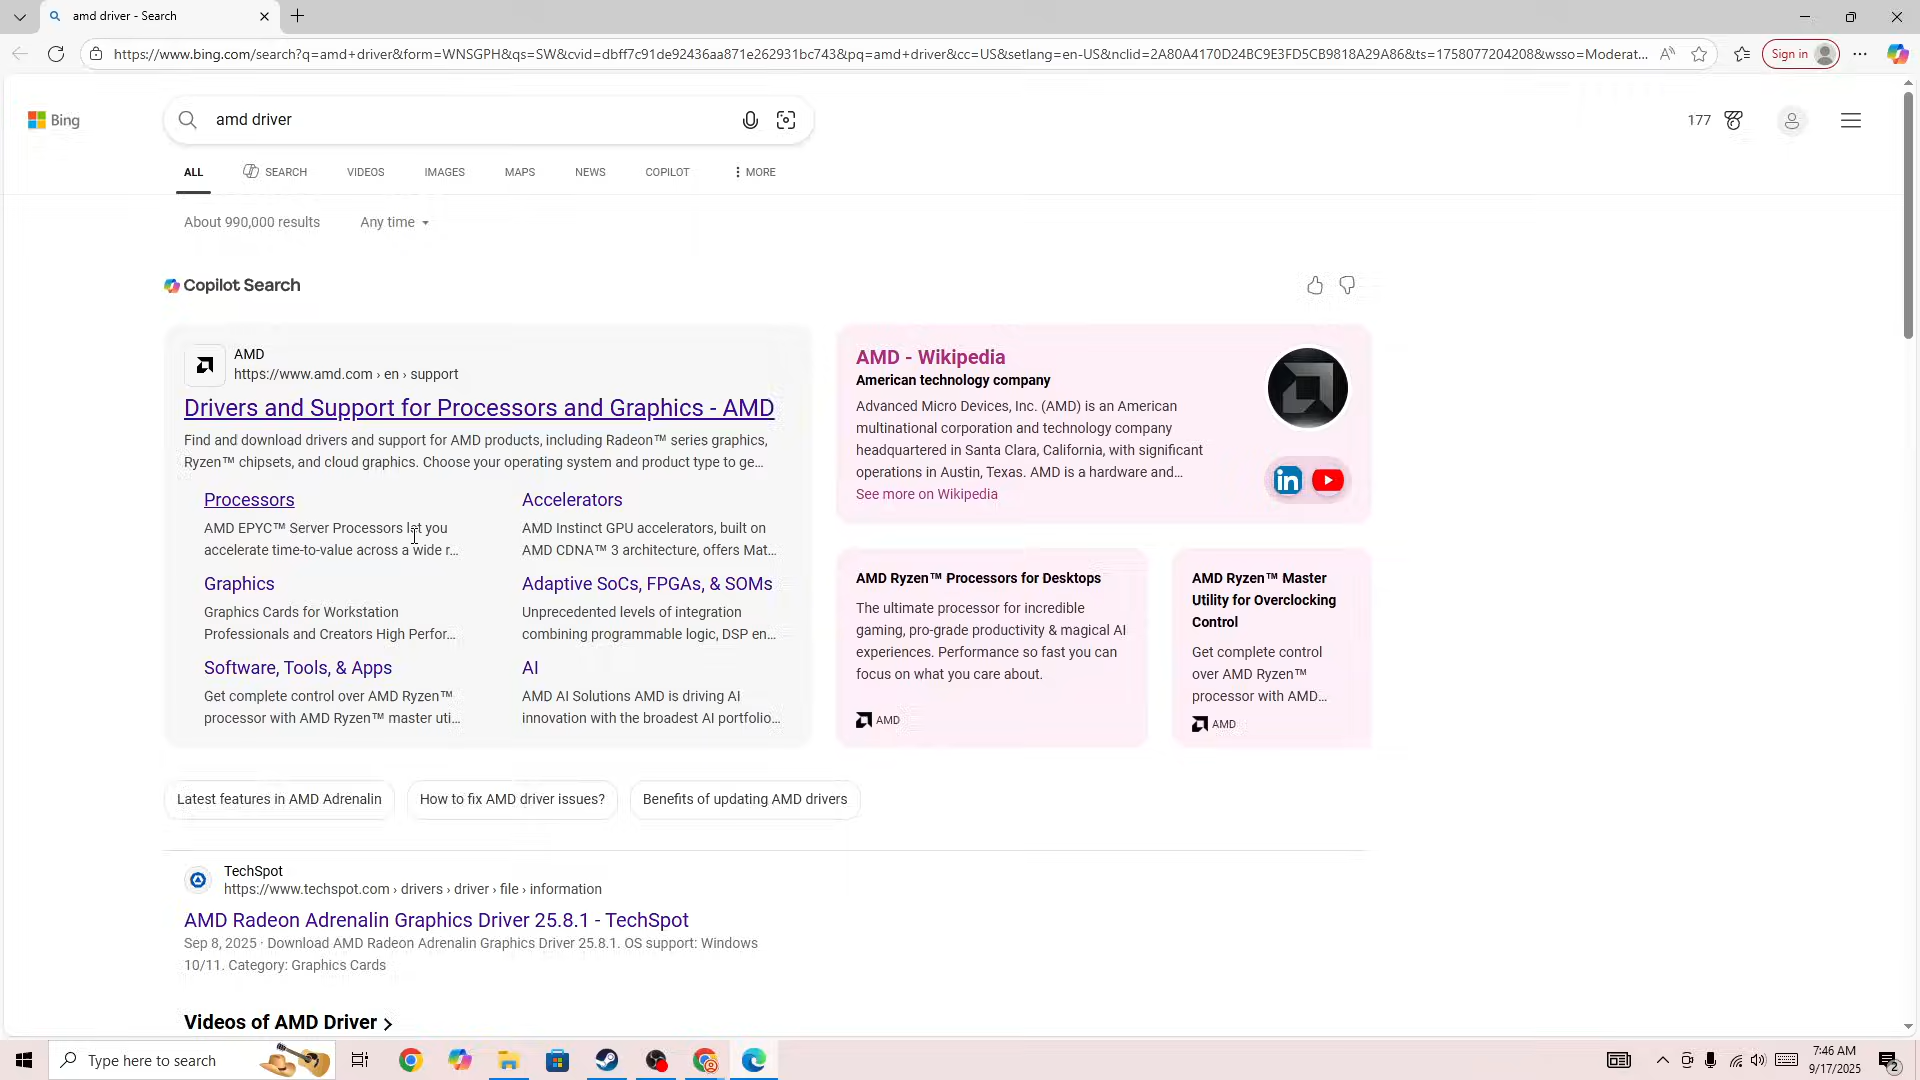 amd driver - Search
https://www.bing.com/search?q=amd+driver&form=WNSGPH&qs=SW&cvid=dbff7c91de92436aa871e262931bc743&pq=amd+driver&cc=US&setlang=en-US&nclid=2A80A4170D24BC9E3FD5CB9818A29A86&ts=1758077204208&wsso=Moderat...
Sign in
Bing
amd driver
177
ALL
SEARCH
VIDEOS
IMAGES
MAPS
NEWS
COPILOT
MORE
About 990,000 results
Any time
Copilot Search
AMD
https://www.amd.com › en › support
Drivers and Support for Processors and Graphics - AMD
Find and download drivers and support for AMD products, including Radeon™ series graphics,
Ryzen™ chipsets, and cloud graphics. Choose your operating system and product type to ge...
Processors
AMD EPYC™ Server Processors let you
accelerate time-to-value across a wide r...
Accelerators
AMD Instinct GPU accelerators, built on
AMD CDNA™ 3 architecture, offers Mat...
Graphics
Graphics Cards for Workstation
Professionals and Creators High Perfor...
Adaptive SoCs, FPGAs, & SOMs
Unprecedented levels of integration
combining programmable logic, DSP en...
Software, Tools, & Apps
Get complete control over AMD Ryzen™
processor with AMD Ryzen™ master uti...
AI
AMD AI Solutions AMD is driving AI
innovation with the broadest AI portfolio...
AMD - Wikipedia
American technology company
Advanced Micro Devices, Inc. (AMD) is an American
multinational corporation and technology company
headquartered in Santa Clara, California, with significant
operations in Austin, Texas. AMD is a hardware and...
See more on Wikipedia
in
AMD Ryzen™ Processors for Desktops
The ultimate processor for incredible
gaming, pro-grade productivity & magical AI
experiences. Performance so fast you can
focus on what you care about.
AMD
AMD Ryzen™ Master
Utility for Overclocking
Control
Get complete control
over AMD Ryzen™
processor with AMD...
AMD
Latest features in AMD Adrenalin
How to fix AMD driver issues?
Benefits of updating AMD drivers
TechSpot
https://www.techspot.com › drivers › driver › file › information
AMD Radeon Adrenalin Graphics Driver 25.8.1 - TechSpot
Sep 8, 2025 · Download AMD Radeon Adrenalin Graphics Driver 25.8.1. OS support: Windows
10/11. Category: Graphics Cards
Videos of AMD Driver
Type here to search
7:46 AM
9/17/2025
2